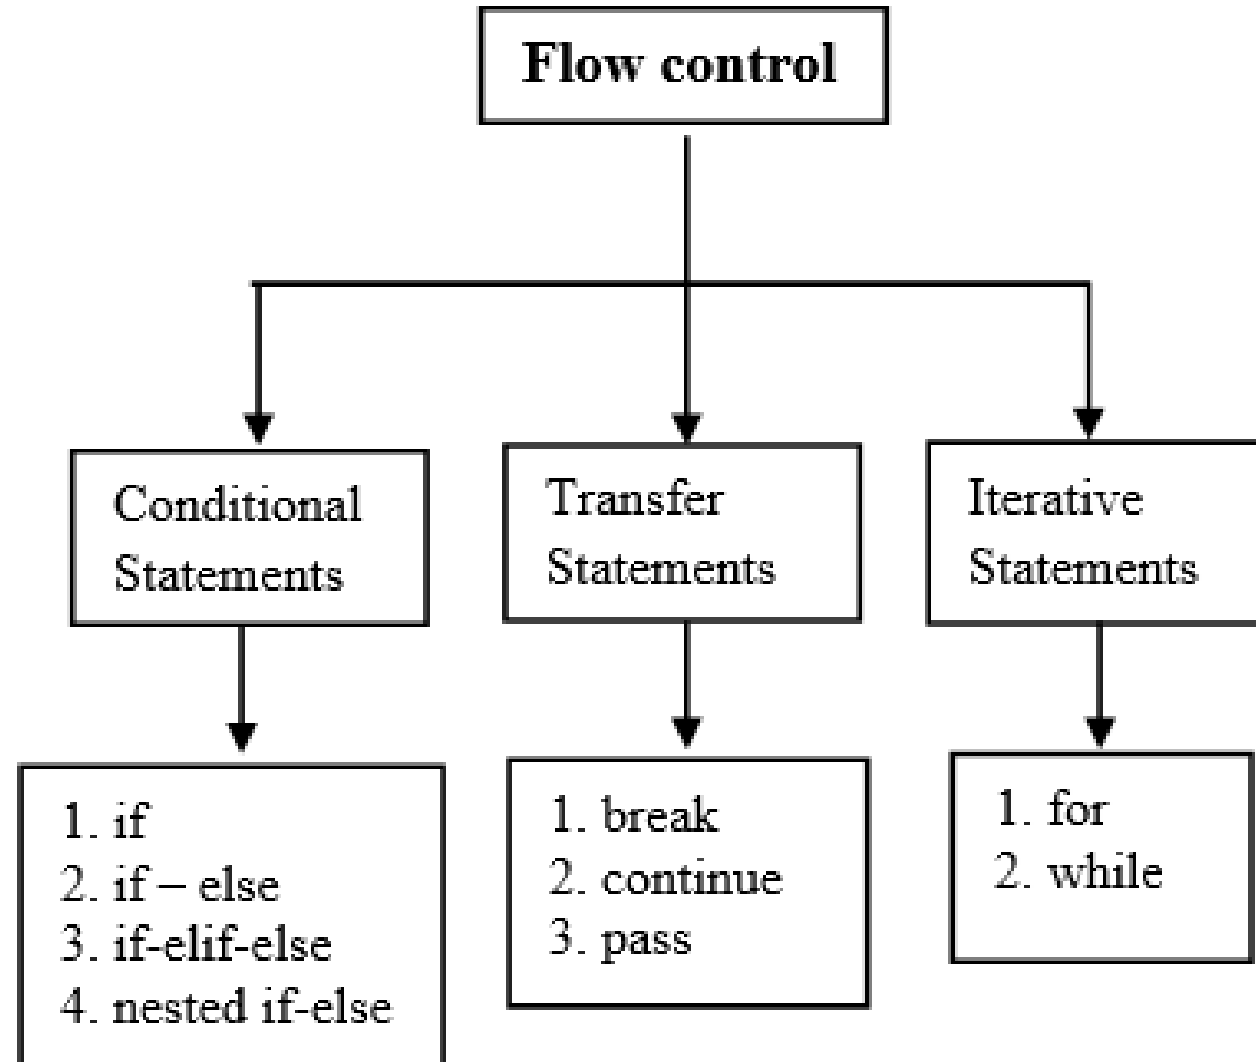 Flow control
Conditional
Statements
Transfer
Statements
Iterative
Statements
1. if
2. if – else
3. if-elif-else
4. nested if-else
1. break
2. continue
3. pass
1. for
2. while